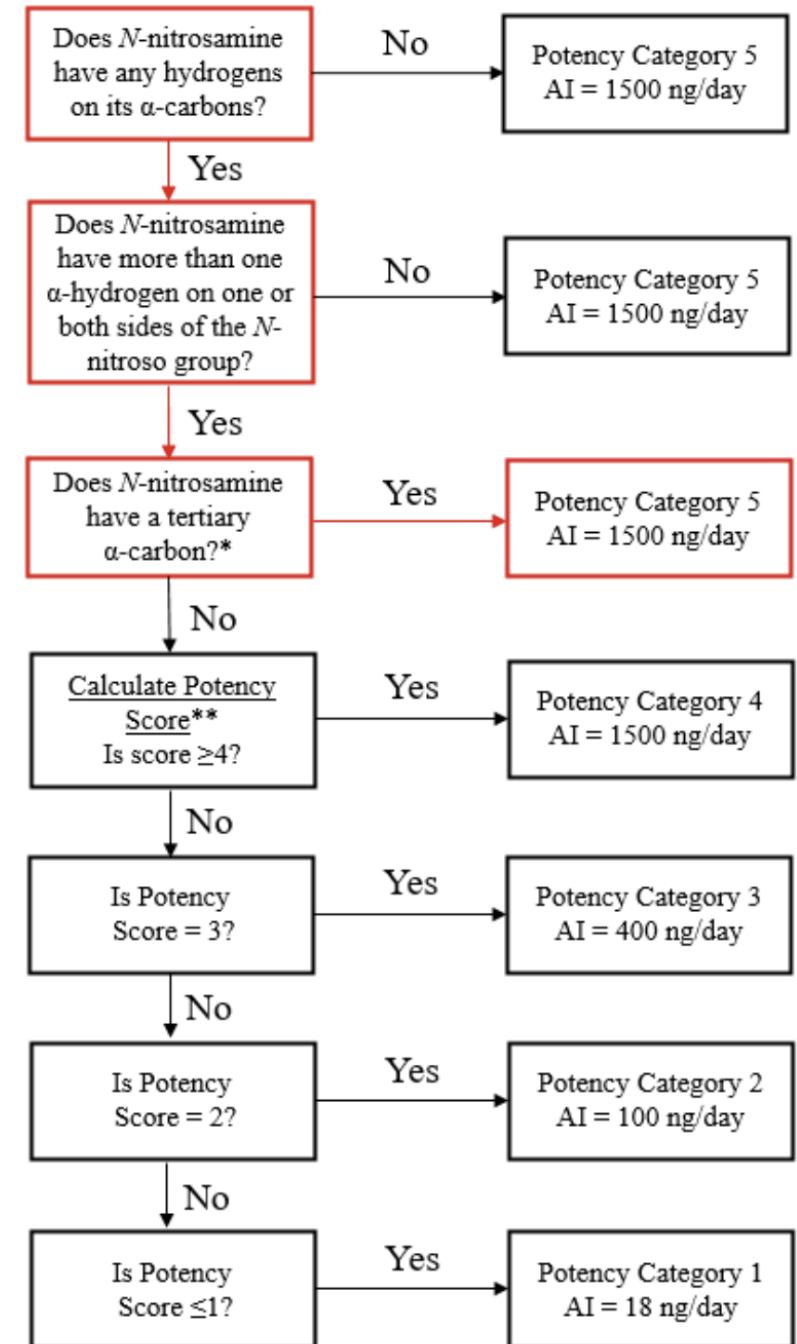 Does N-nitrosamine
have any hydrogens
on its α-carbons?
No
Potency Category 5
AI = 1500 ng/day
Yes
Does N-nitrosamine
have more than one
α-hydrogen on one or
both sides of the N-
nitroso group?
No
Potency Category 5
AI = 1500 ng/day
Yes
Does N-nitrosamine
have a tertiary
α-carbon?*
Yes
Potency Category 5
AI = 1500 ng/day
No
Calculate Potency
Score**
Is score ≥4?
Yes
Potency Category 4
AI = 1500 ng/day
No
Is Potency
Score = 3?
Yes
Potency Category 3
AI = 400 ng/day
No
Is Potency
Score = 2?
Yes
Potency Category 2
AI = 100 ng/day
No
Is Potency
Score ≤1?
Yes
Potency Category 1
AI = 18 ng/day